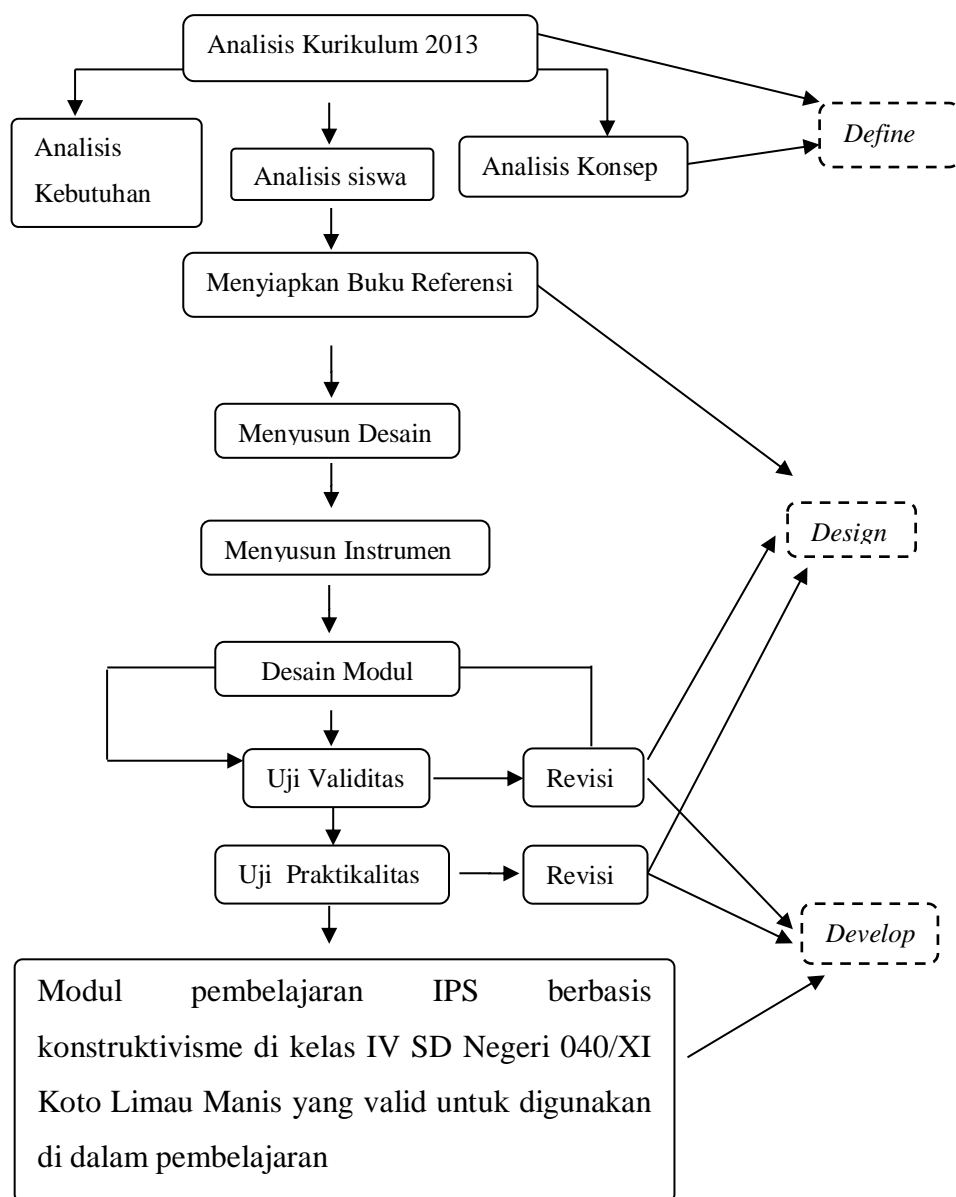 Analisis Kurikulum 2013
Define
Analisis
Kebutuhan
Analisis siswa
Analisis Konsep
Menyiapkan Buku Referensi
Menyusun Desain
Design
Menyusun Instrumen
Desain Modul
Uji Validitas
Revisi
Uji Praktikalitas
Revisi
Develop
Modul pembelajaran IPS berbasis
konstruktivisme di kelas IV SD Negeri 040/XI
Koto Limau Manis yang valid untuk digunakan
di dalam pembelajaran